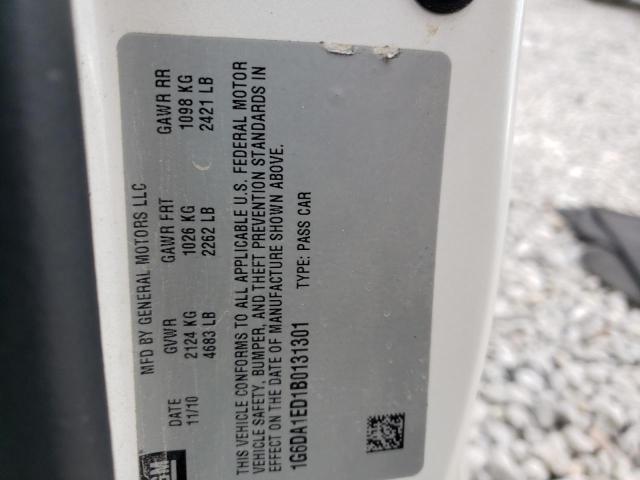 MFD BY GENERAL MOTORS LLC
DATE GVWR GAWR FRT GAWR RR
11/10 2124 KG 1026 KG 1098 KG
4683 LB 2262 LB 2421 LB
THIS VEHICLE CONFORMS TO ALL APPLICABLE U.S. FEDERAL MOTOR
VEHICLE SAFETY, BUMPER, AND THEFT PREVENTION STANDARDS IN
EFFECT ON THE DATE OF MANUFACTURE SHOWN ABOVE.
1G6DA1ED1B0131301 TYPE: PASS CAR
GM